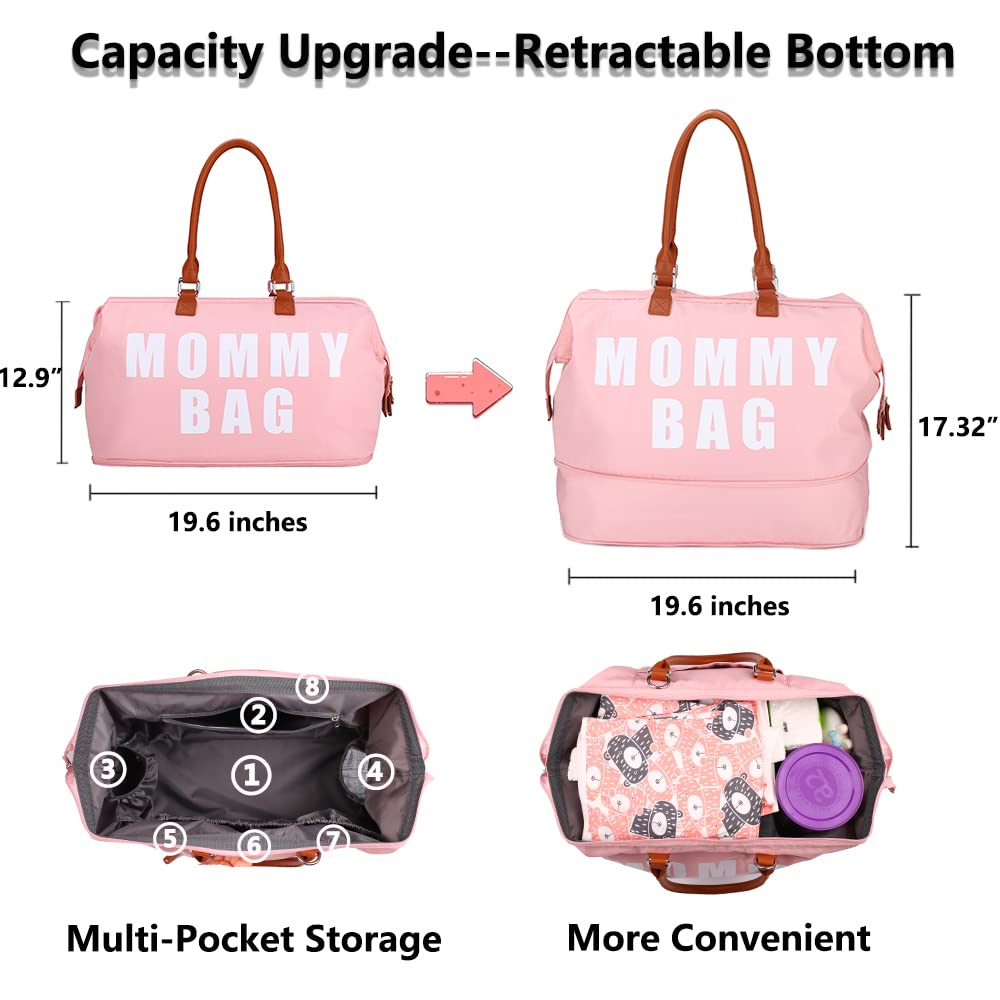 Capacity Upgrade--Retractable Bottom
MOMMY
BAG
12.9”
19.6 inches
MOMMY
BAG
17.32”
19.6 inches
8
2
3
1
4
5
6
7
Multi-Pocket Storage
More Convenient